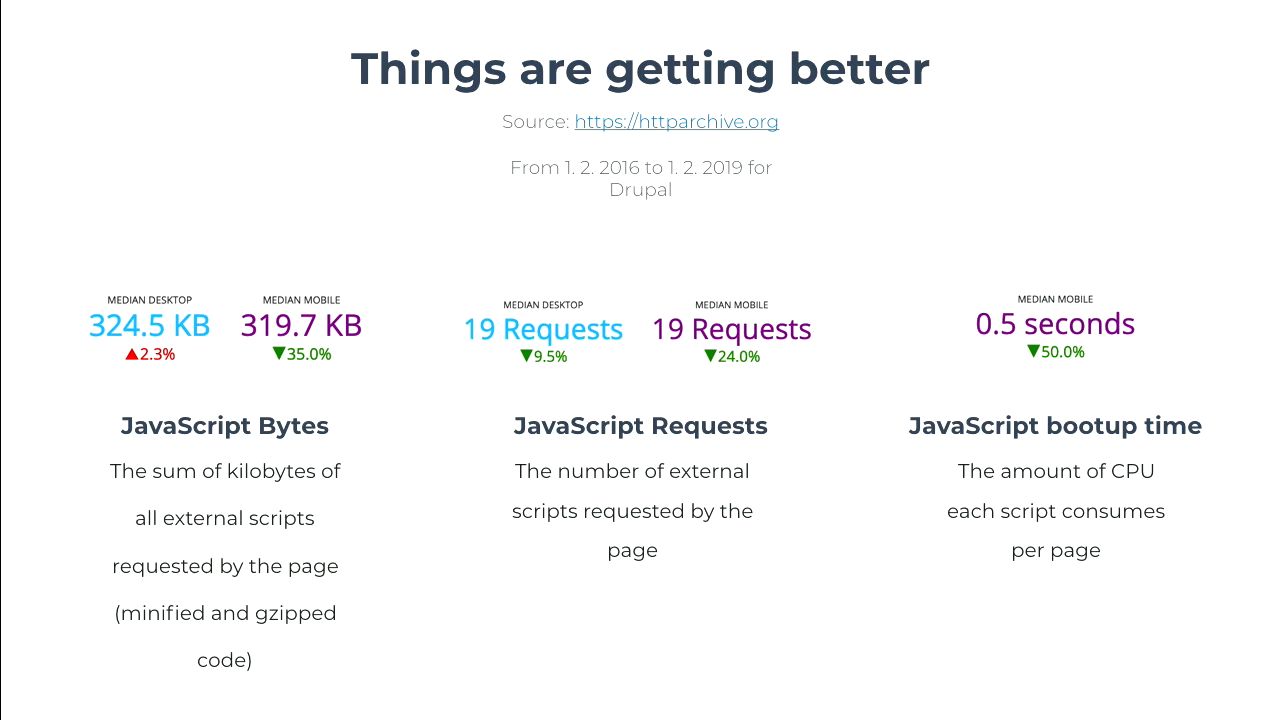 Things are getting better
Source: https://httparchive.org
From 1. 2. 2016 to 1. 2. 2019 for
Drupal
MEDIAN DESKTOP
324.5 KB
▲2.3%
MEDIAN MOBILE
319.7 KB
▼35.0%
JavaScript Bytes
The sum of kilobytes of
all external scripts
requested by the page
(minified and gzipped
code)
MEDIAN DESKTOP
19 Requests
▼9.5%
MEDIAN MOBILE
19 Requests
▼24.0%
JavaScript Requests
The number of external
scripts requested by the
page
MEDIAN MOBILE
0.5 seconds
▼50.0%
JavaScript bootup time
The amount of CPU
each script consumes
per page